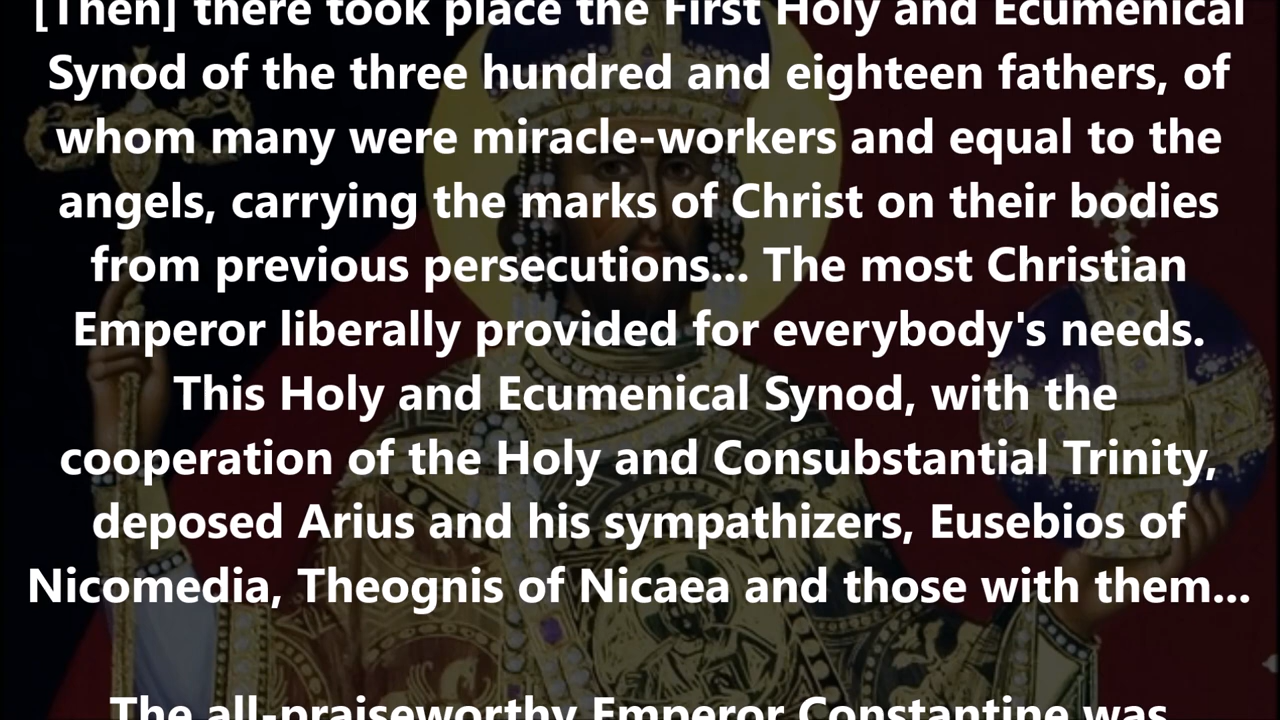 [Then] there took place the First Holy and Ecumenical
Synod of the three hundred and eighteen fathers, of
whom many were miracle-workers and equal to the
angels, carrying the marks of Christ on their bodies
from previous persecutions... The most Christian
Emperor liberally provided for everybody's needs.
This Holy and Ecumenical Synod, with the
cooperation of the Holy and Consubstantial Trinity,
deposed Arius and his sympathizers, Eusebios of
Nicomedia, Theognis of Nicaea and those with them...
The all-praiseworthy Emperor Constantine was